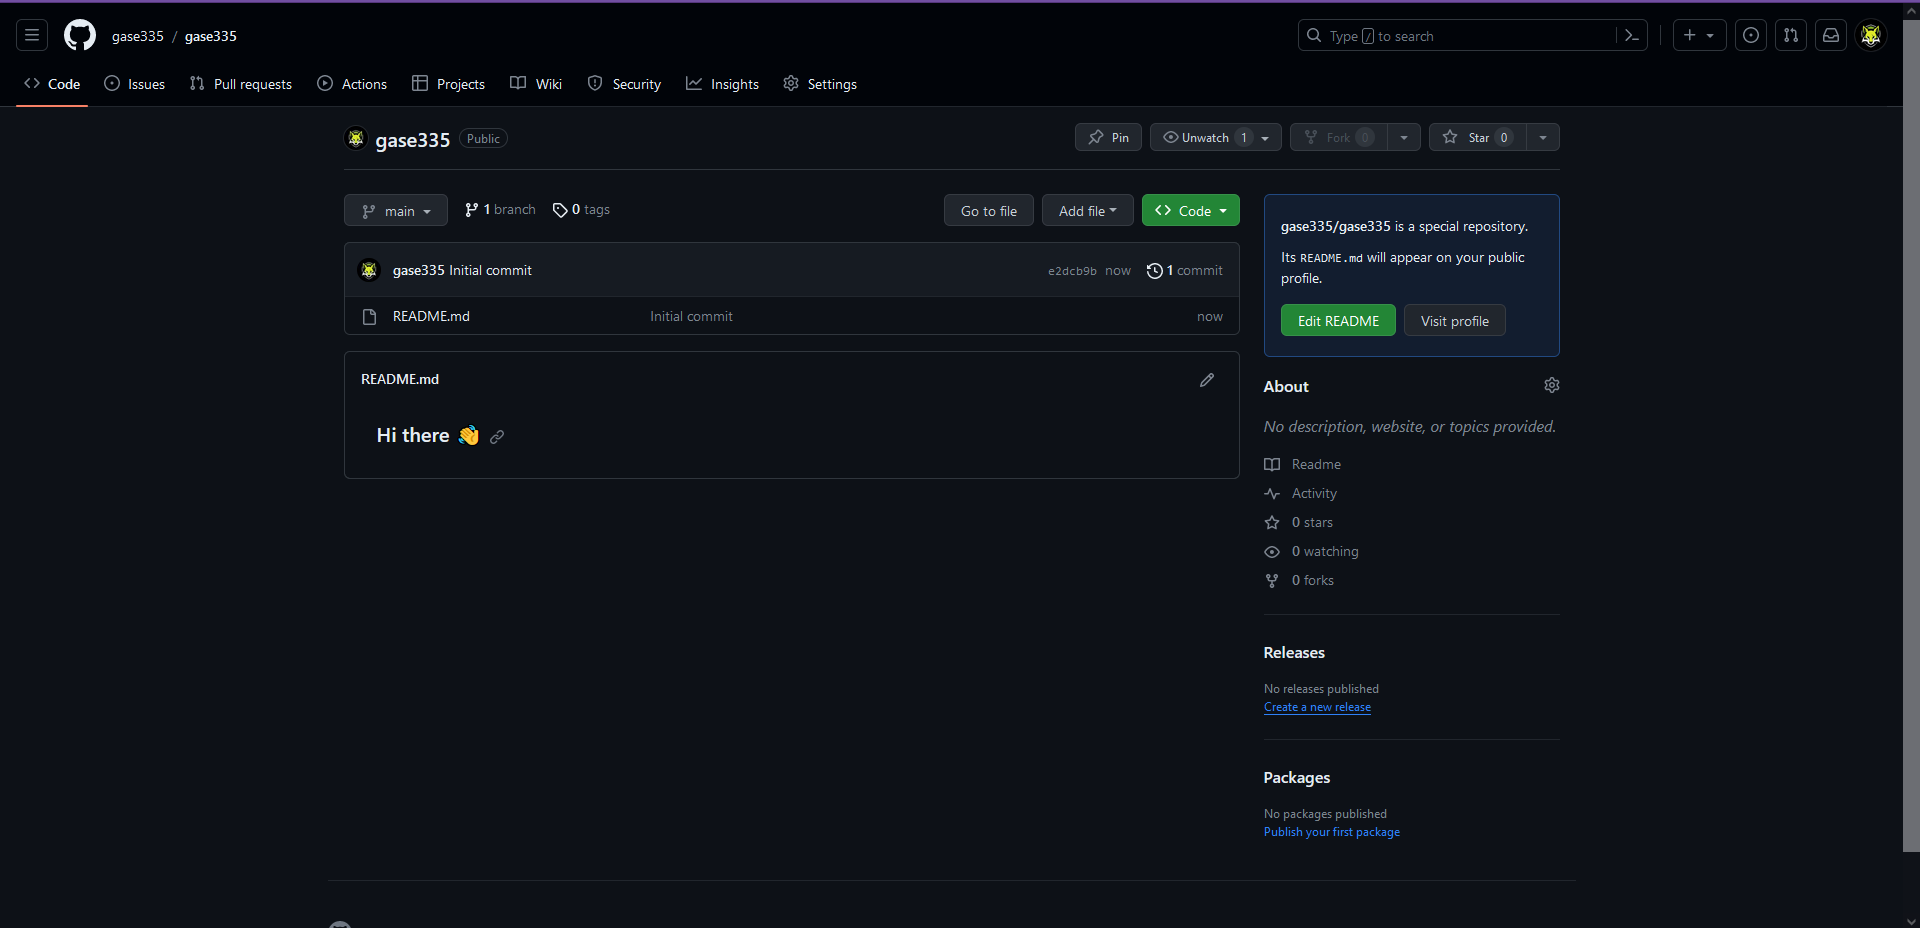 gase335 / gase335
Type / to search
Code Issues Pull requests Actions Projects Wiki Security Insights Settings
gase335 Public
Pin Unwatch 1 Fork 0 Star 0
main 1 branch 0 tags Go to file Add file Code
gase335 Initial commit e2dcb9b now 1 commit
README.md Initial commit now
README.md
Hi there 👋
gase335/gase335 is a special repository.
Its README.md will appear on your public
profile.
Edit README Visit profile
About
No description, website, or topics provided.
Readme
Activity
0 stars
0 watching
0 forks
Releases
No releases published
Create a new release
Packages
No packages published
Publish your first package